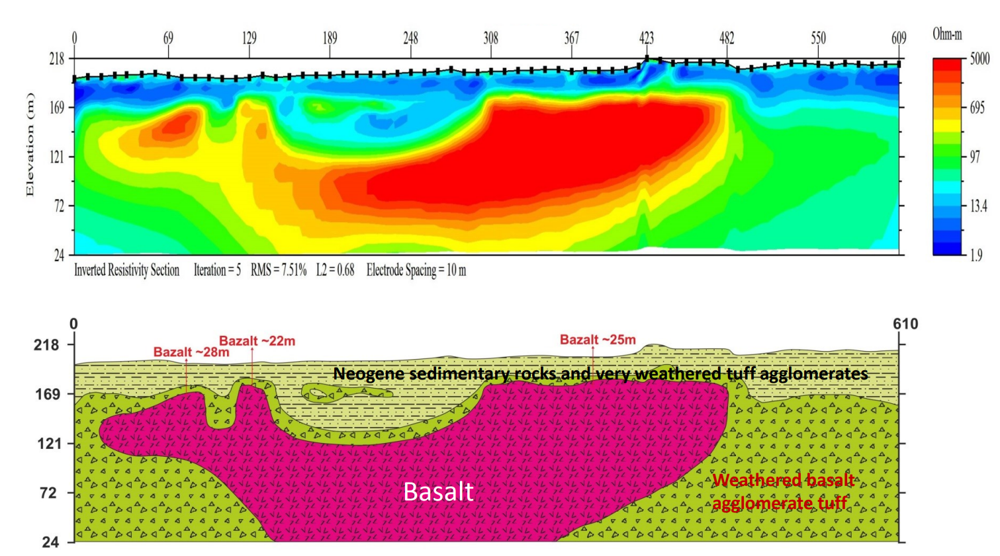 0 69 129 189 248 308 367 423 482 550 609
Ohm-m
218
169
121
72
24
Elevation (m)
5000
695
97
13.4
1.9
Inverted Resistivity Section Iteration = 5 RMS = 7.51% L2 = 0.68 Electrode Spacing = 10 m
0 610
218
169
121
72
24
Bazalt ~28m
Bazalt ~22m
Bazalt ~25m
Neogene sedimentary rocks and very weathered tuff agglomerates
Basalt
Weathered basalt
agglomerate tuff